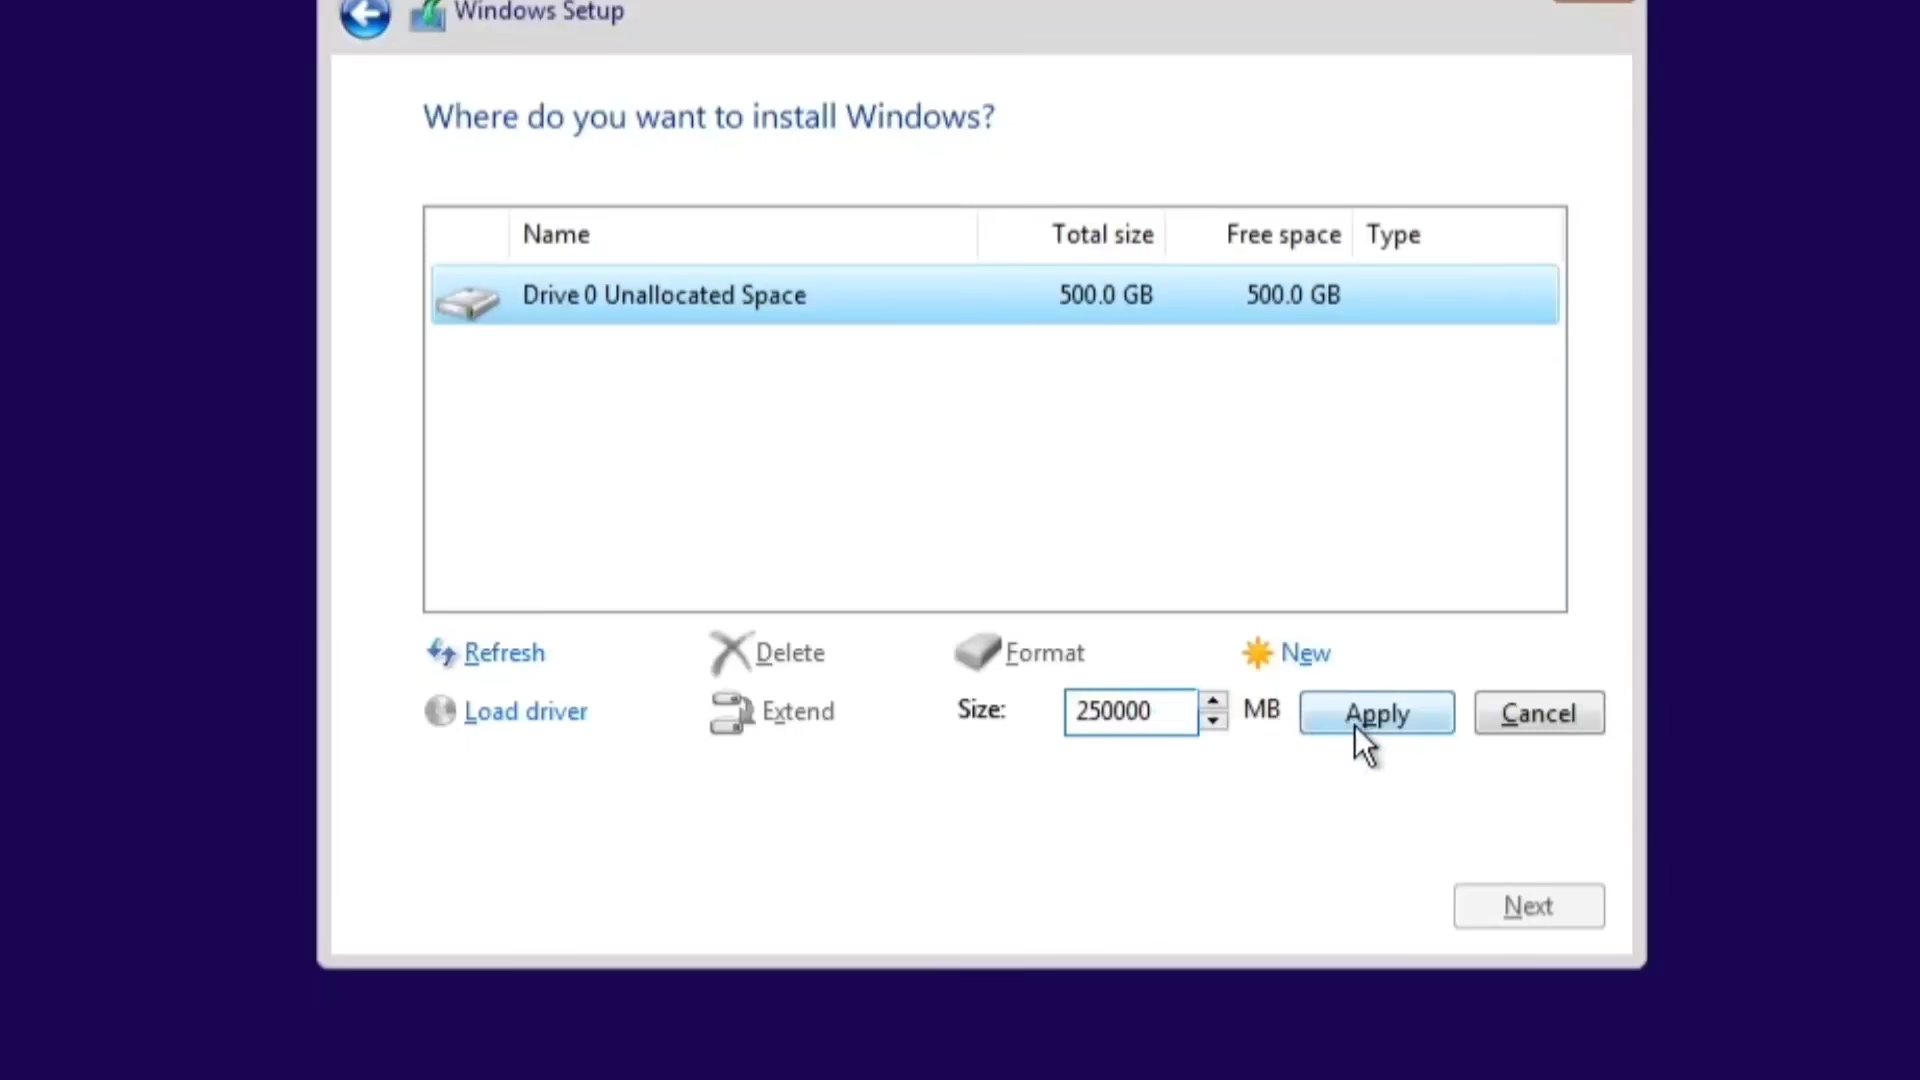 Windows Setup
Where do you want to install Windows?
Name Total size Free space Type
Drive 0 Unallocated Space 500.0 GB 500.0 GB
Refresh Delete Format New
Load driver Extend Size: 250000 MB Apply Cancel
Next